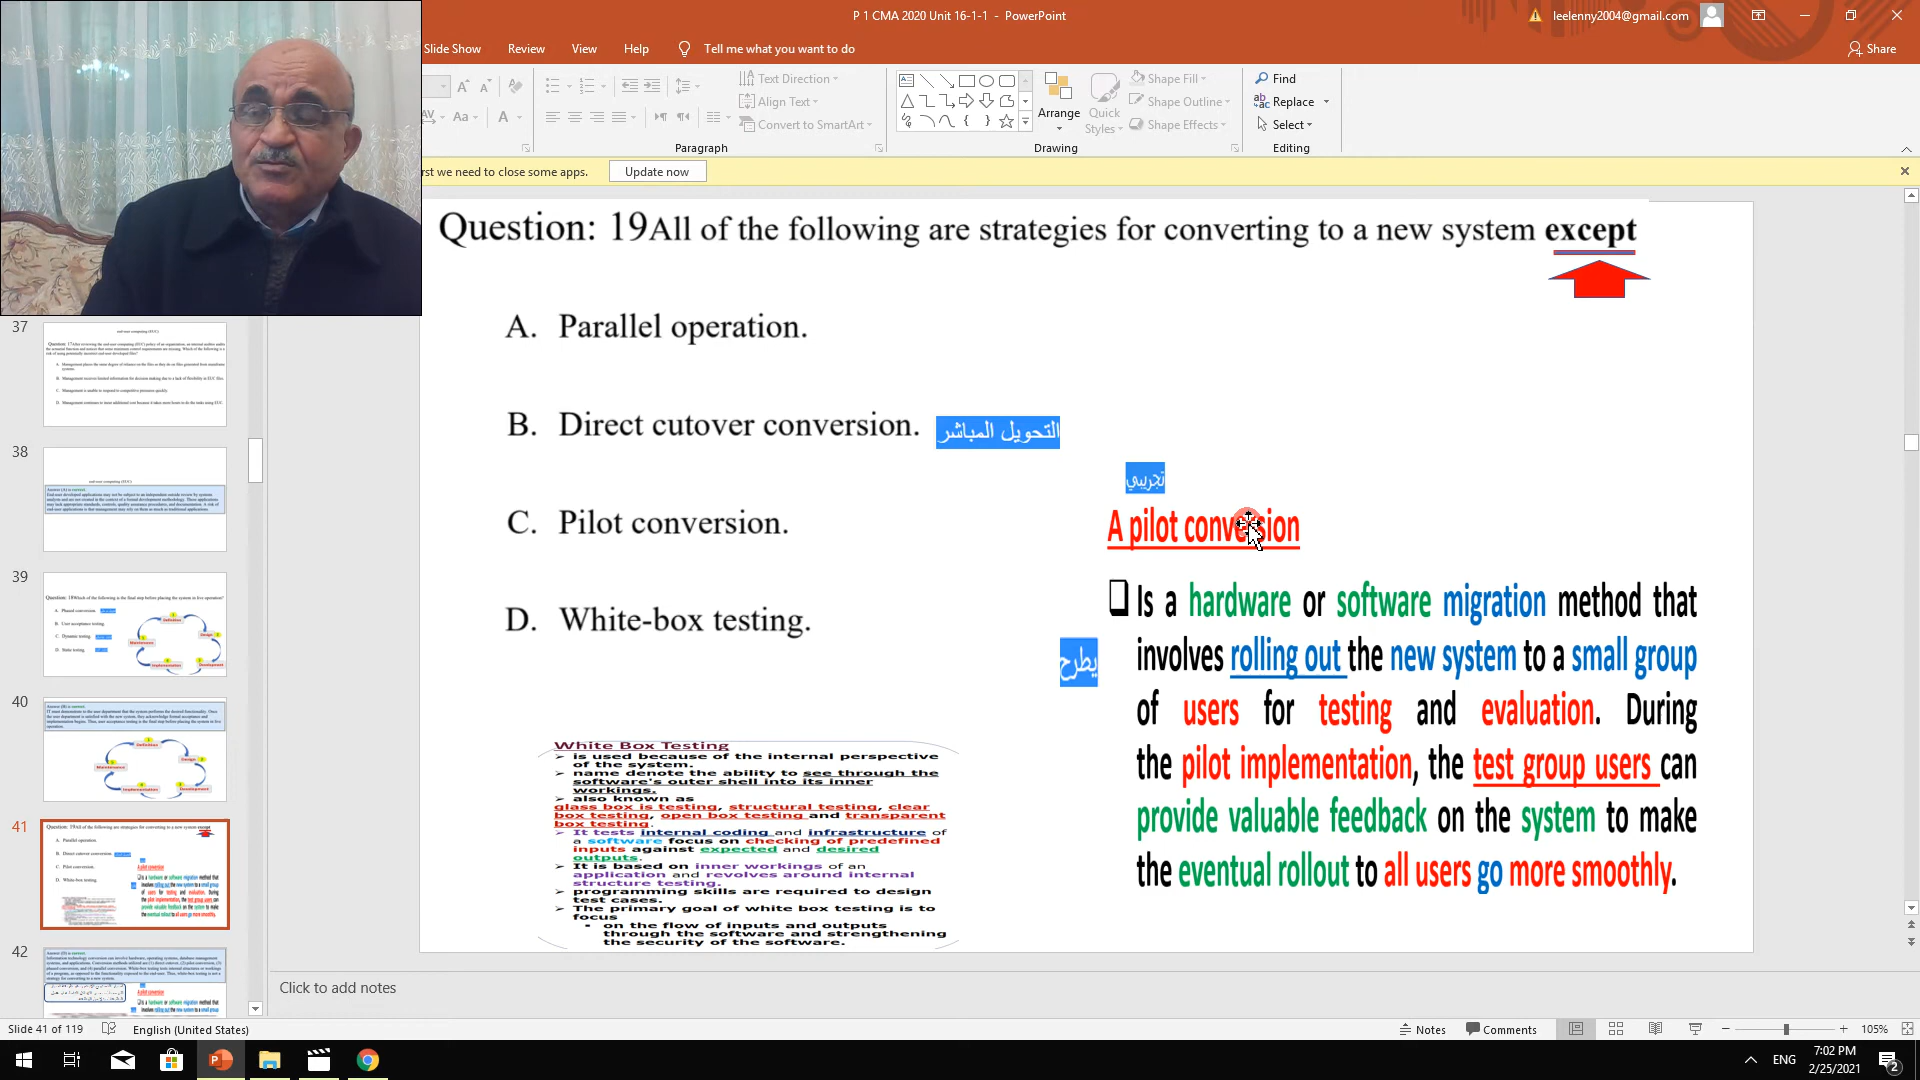 P 1 CMA 2020 Unit 16-1-1 - PowerPoint
leelenny2004@gmail.com
Slide Show Review View Help Tell me what you want to do
Share
Text Direction
Align Text
Convert to SmartArt
Paragraph
Arrange
Quick Styles
Shape Fill
Shape Outline
Shape Effects
Drawing
Find
Replace
Select
Editing
rst we need to close some apps. Update now
Question: 19All of the following are strategies for converting to a new system except
A. Parallel operation.
B. Direct cutover conversion. التحويل المباشر
C. Pilot conversion.
D. White-box testing.
تجريبي
A pilot conversion
Is a hardware or software migration method that
involves rolling out the new system to a small group
يطرح
of users for testing and evaluation. During
the pilot implementation, the test group users can
provide valuable feedback on the system to make
the eventual rollout to all users go more smoothly.
White Box Testing
is used because of the internal perspective
of the system.
name denote the ability to see through the
software's outer shell into its inner
workings.
also known as
glass box is testing, structural testing, clear
box testing, open box testing and transparent
box testing.
It tests internal coding and infrastructure of
a software focus on checking of predefined
inputs against expected and desired
outputs.
It is based on inner workings of an
application and revolves around internal
structure testing.
programming skills are required to design
test cases.
The primary goal of white box testing is to
focus
on the flow of inputs and outputs
through the software and strengthening
the security of the software.
37
38
39
40
41
42
Click to add notes
Slide 41 of 119 English (United States)
Notes Comments 105%
ENG
7:02 PM
2/25/2021
2